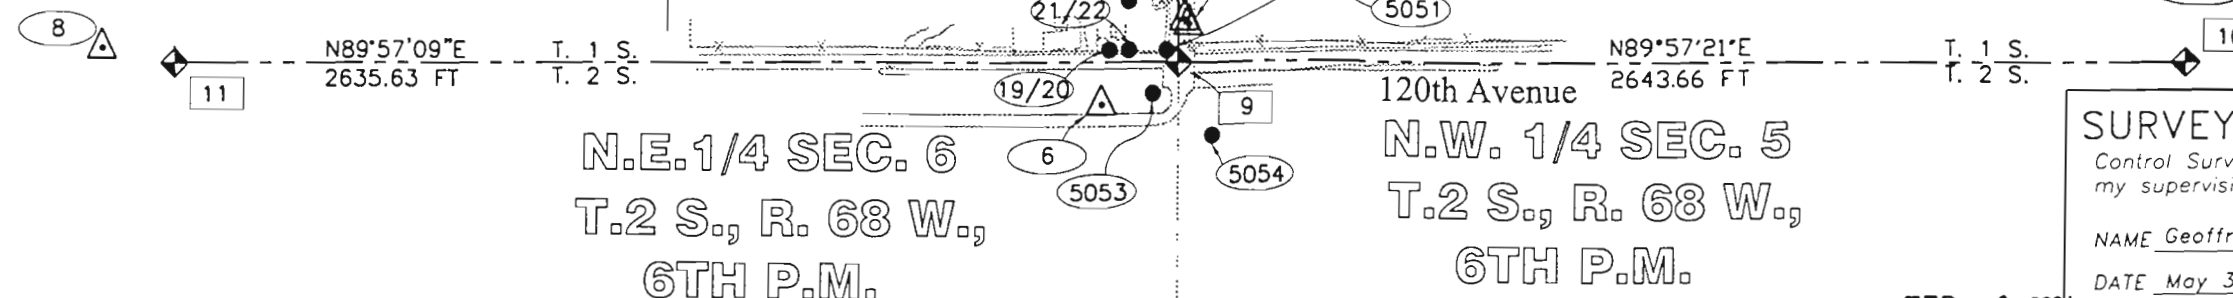 8
11
N89°57'09"E
2635.63 FT
T. 1 S.
T. 2 S.
21/22
19/20
6
5053
9
5054
5051
120th Avenue
N89°57'21"E
2643.66 FT
T. 1 S.
T. 2 S.
N.E.1/4 SEC. 6
T.2 S., R. 68 W.,
6TH P.M.
N.W. 1/4 SEC. 5
T.2 S., R. 68 W.,
6TH P.M.
SURVEY
Control Surv
my supervisi
NAME Geoffr
DATE May 3